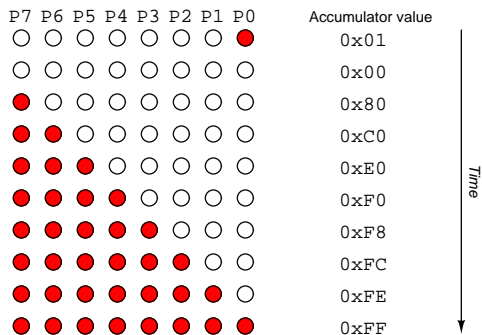 P7 P6 P5 P4 P3 P2 P1 P0 Accumulator value
0x01
0x00
0x80
0xC0
0xE0
0xF0
0xF8
0xFC
0xFE
0xFF
Time